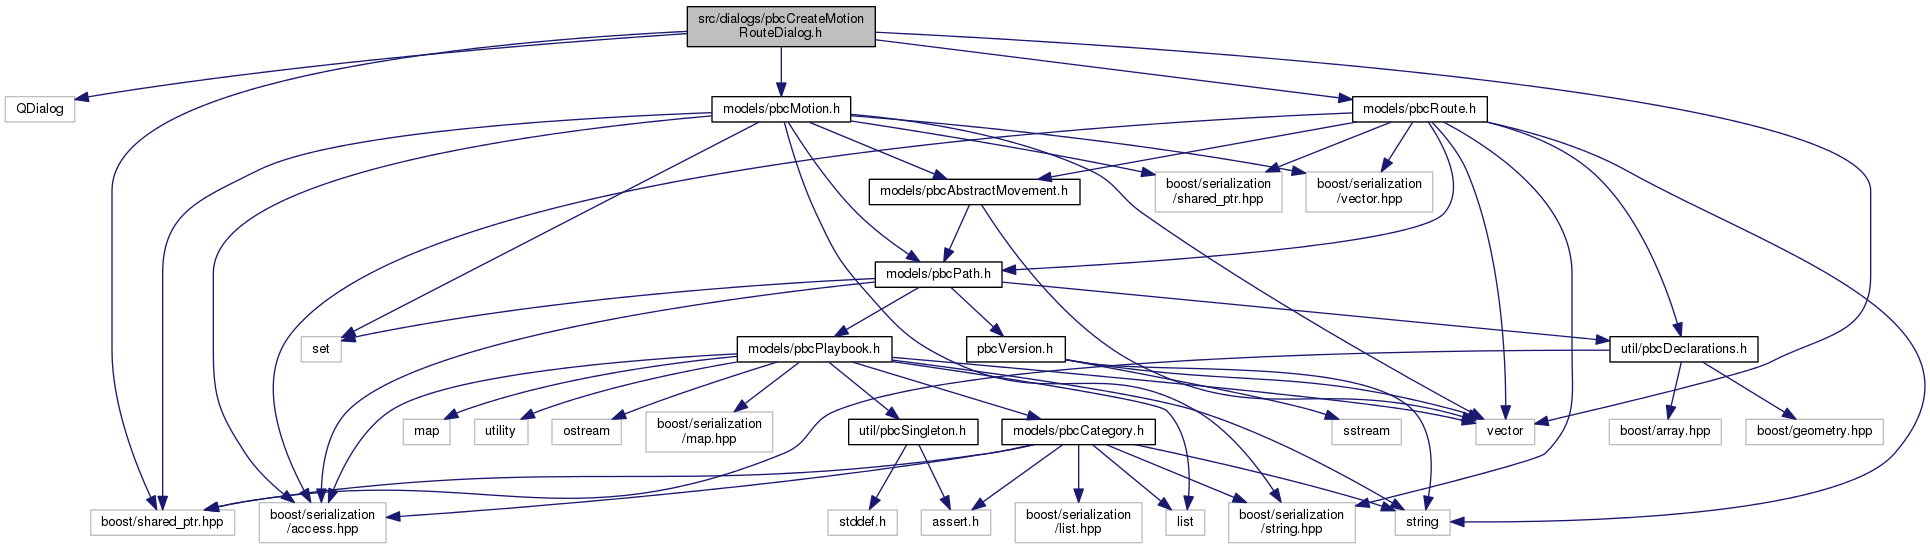 src/dialogs/pbcCreateMotion
RouteDialog.h
QDialog
models/pbcMotion.h
models/pbcRoute.h
models/pbcAbstractMovement.h
boost/serialization
/shared_ptr.hpp
boost/serialization
/vector.hpp
models/pbcPath.h
set
models/pbcPlaybook.h
pbcVersion.h
util/pbcDeclarations.h
map
utility
ostream
boost/serialization
/map.hpp
util/pbcSingleton.h
models/pbcCategory.h
sstream
vector
boost/array.hpp
boost/geometry.hpp
boost/shared_ptr.hpp
boost/serialization
/access.hpp
stddef.h
assert.h
boost/serialization
/list.hpp
list
boost/serialization
/string.hpp
string